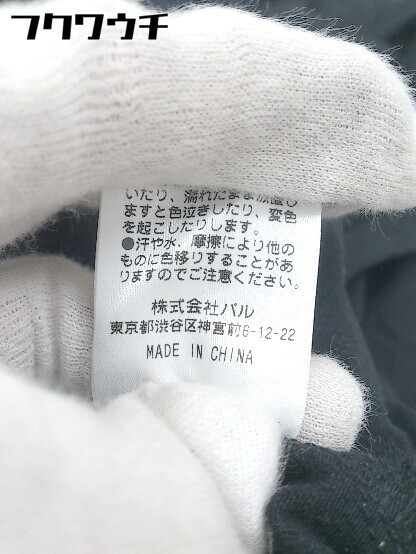 フクワウチ
いたり、濡れたまま放置し
ますと色泣きしたり、変色
を起こしたりします。
●汗や水、摩擦により他の
ものに色移りすることがあ
りますのでご注意ください。
株式会社パル
東京都渋谷区神宮前6-12-22
MADE IN CHINA